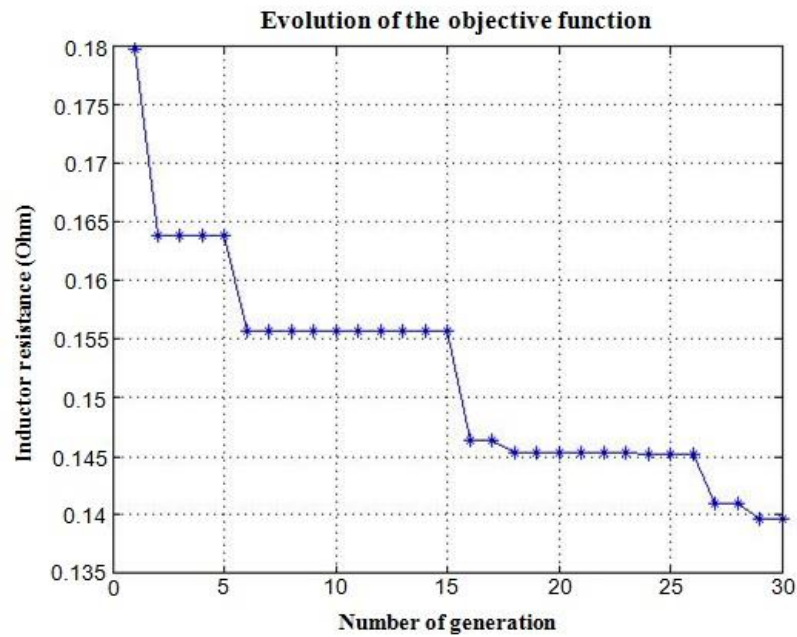 Evolution of the objective function
0.18
0.175
0.17
0.165
0.16
0.155
0.15
0.145
0.14
0.135
Inductor resistance (Ohm)
0 5 10 15 20 25 30
Number of generation